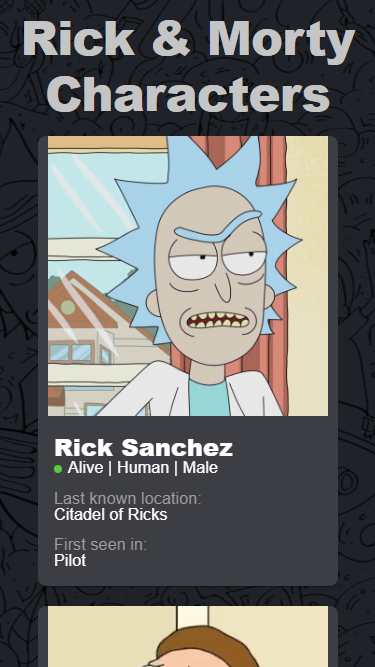 Rick & Morty
Characters
Rick Sanchez
Alive | Human | Male
Last known location:
Citadel of Ricks
First seen in:
Pilot